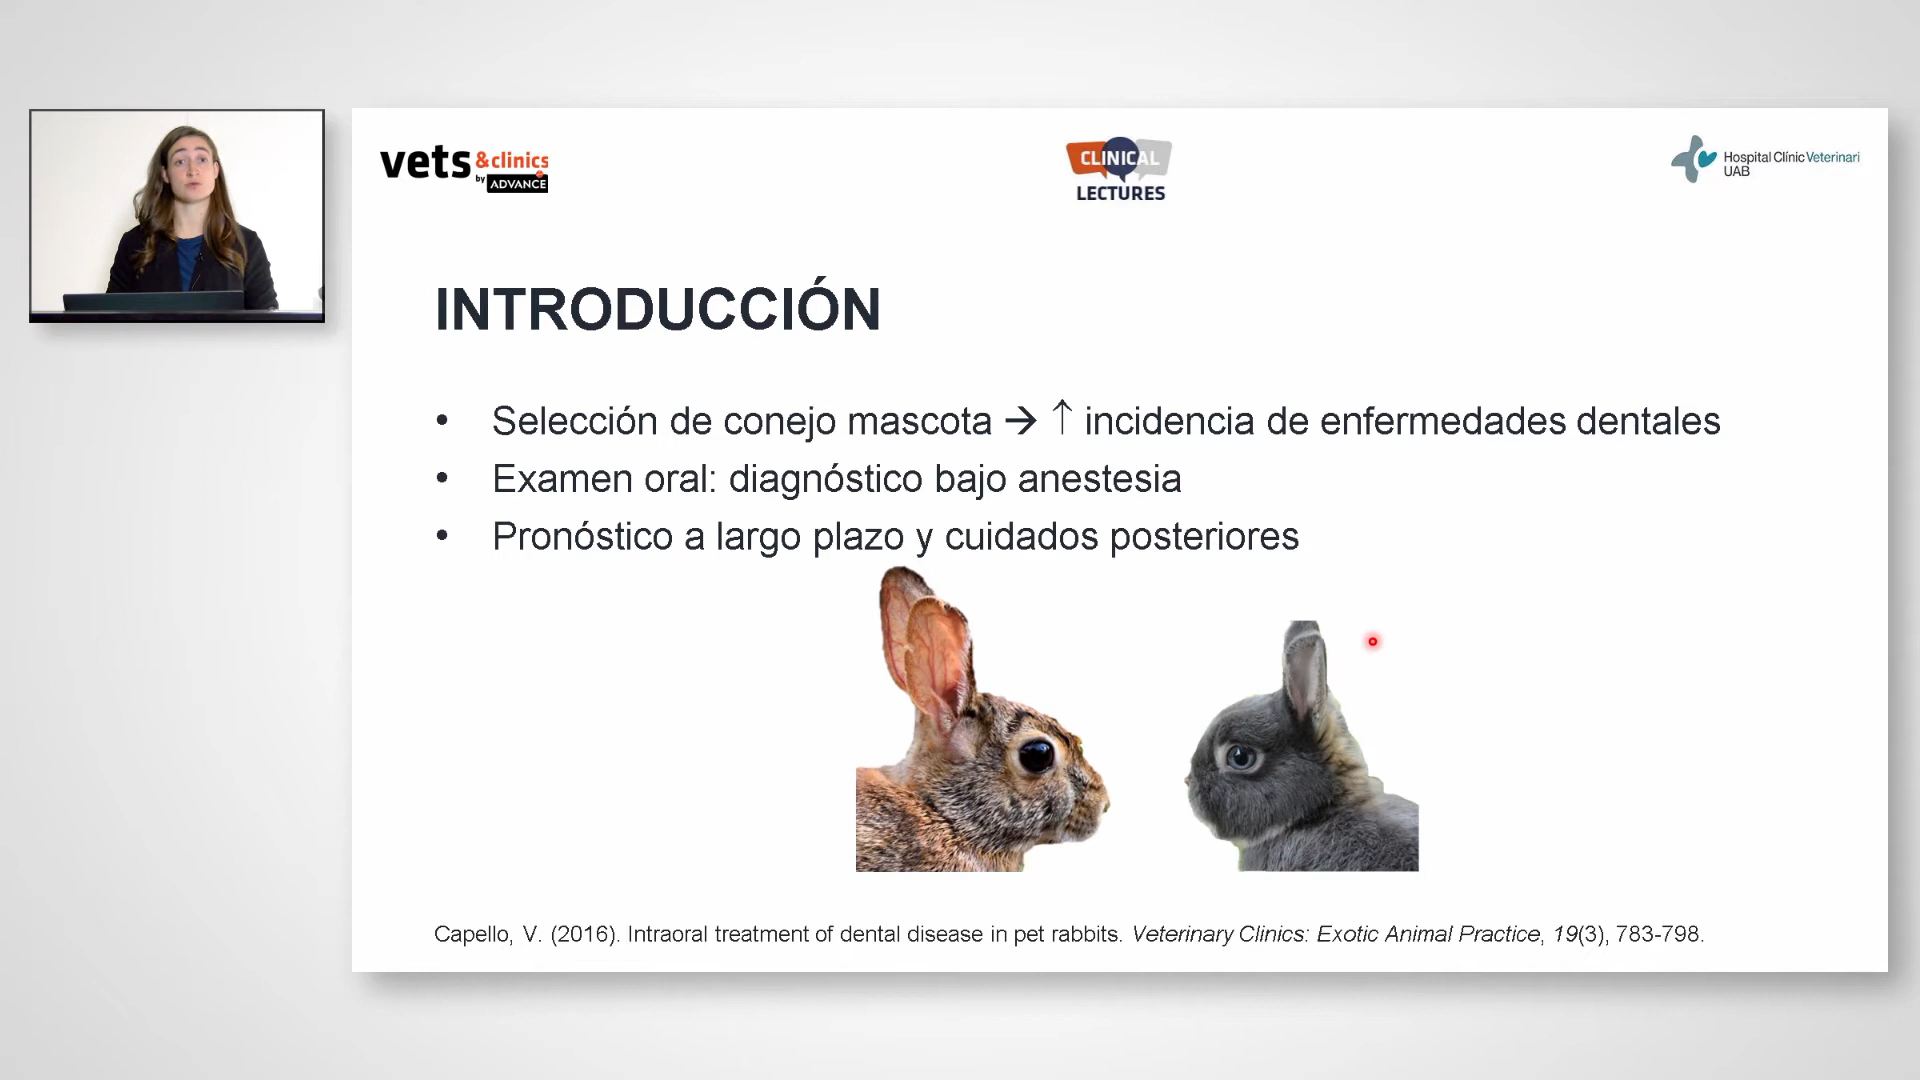 vets &clinics
by ADVANCE
CLINICAL
LECTURES
Hospital Clínic Veterinari
UAB
INTRODUCCIÓN
• Selección de conejo mascota → ↑ incidencia de enfermedades dentales
• Examen oral: diagnóstico bajo anestesia
• Pronóstico a largo plazo y cuidados posteriores
Capello, V. (2016). Intraoral treatment of dental disease in pet rabbits. Veterinary Clinics: Exotic Animal Practice, 19(3), 783-798.